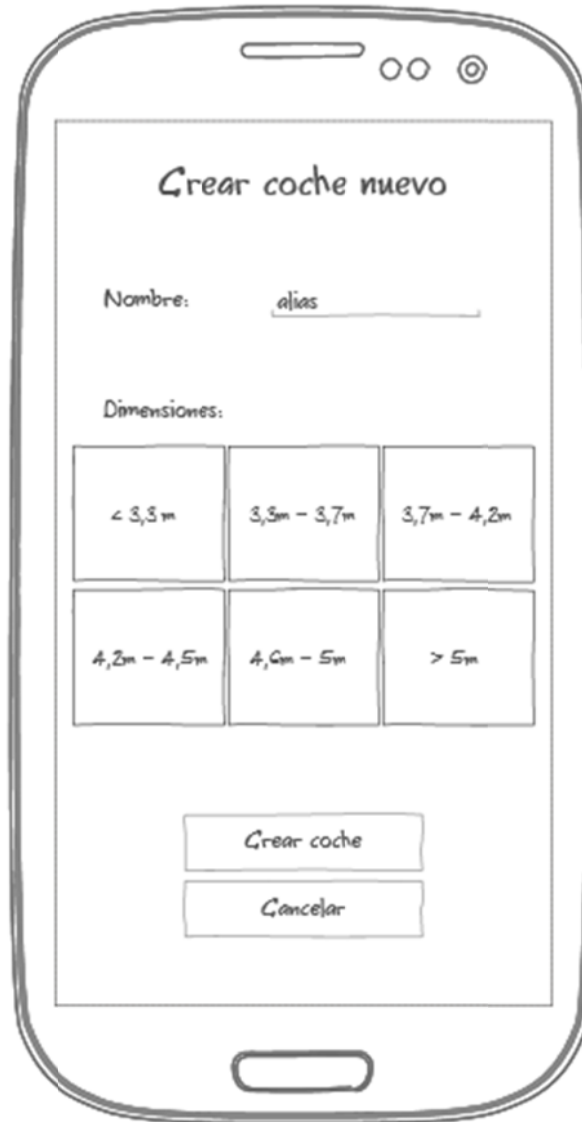 Crear coche nuevo
Nombre: alias
Dimensiones:
< 3,3m 3,3m - 3,7m 3,7m - 4,2m
4,2m - 4,5m 4,6m - 5m > 5m
Crear coche
Cancelar